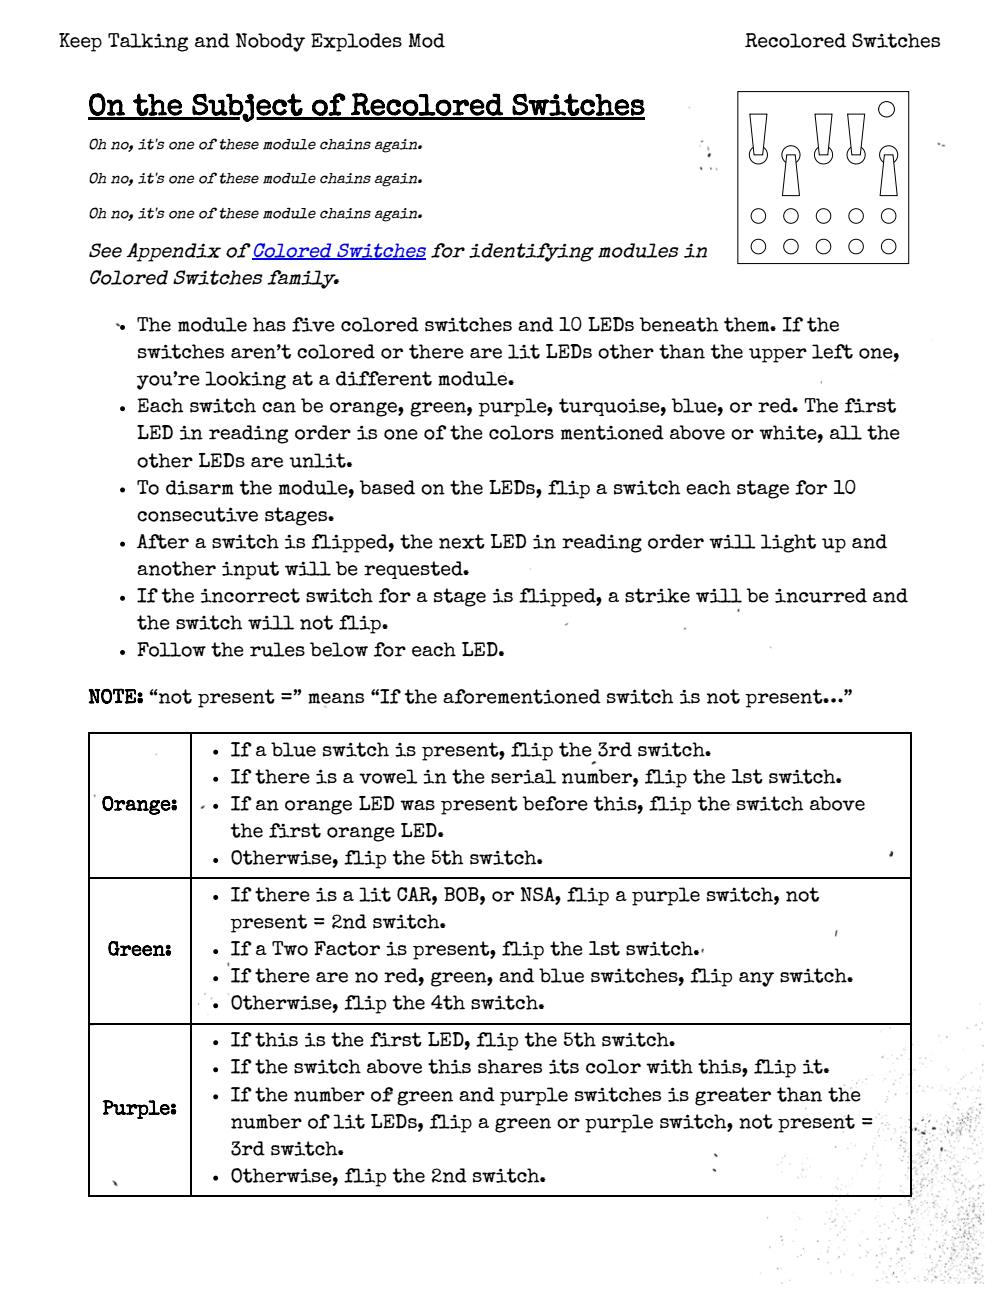 Keep Talking and Nobody Explodes Mod
Recolored Switches
On the Subject of Recolored Switches
Oh no, it's one of these module chains again.
Oh no, it's one of these module chains again.
Oh no, it's one of these module chains again.
See Appendix of Colored Switches for identifying modules in
Colored Switches family.
• The module has five colored switches and 10 LEDs beneath them. If the
switches aren’t colored or there are lit LEDs other than the upper left one,
you’re looking at a different module.
• Each switch can be orange, green, purple, turquoise, blue, or red. The first
LED in reading order is one of the colors mentioned above or white, all the
other LEDs are unlit.
• To disarm the module, based on the LEDs, flip a switch each stage for 10
consecutive stages.
• After a switch is flipped, the next LED in reading order will light up and
another input will be requested.
• If the incorrect switch for a stage is flipped, a strike will be incurred and
the switch will not flip.
• Follow the rules below for each LED.
NOTE: “not present =” means “If the aforementioned switch is not present...”
Orange:
• If a blue switch is present, flip the 3rd switch.
• If there is a vowel in the serial number, flip the 1st switch.
• If an orange LED was present before this, flip the switch above
the first orange LED.
• Otherwise, flip the 5th switch.
Green:
• If there is a lit CAR, BOB, or NSA, flip a purple switch, not
present = 2nd switch.
• If a Two Factor is present, flip the 1st switch.
• If there are no red, green, and blue switches, flip any switch.
• Otherwise, flip the 4th switch.
Purple:
• If this is the first LED, flip the 5th switch.
• If the switch above this shares its color with this, flip it.
• If the number of green and purple switches is greater than the
number of lit LEDs, flip a green or purple switch, not present =
3rd switch.
• Otherwise, flip the 2nd switch.